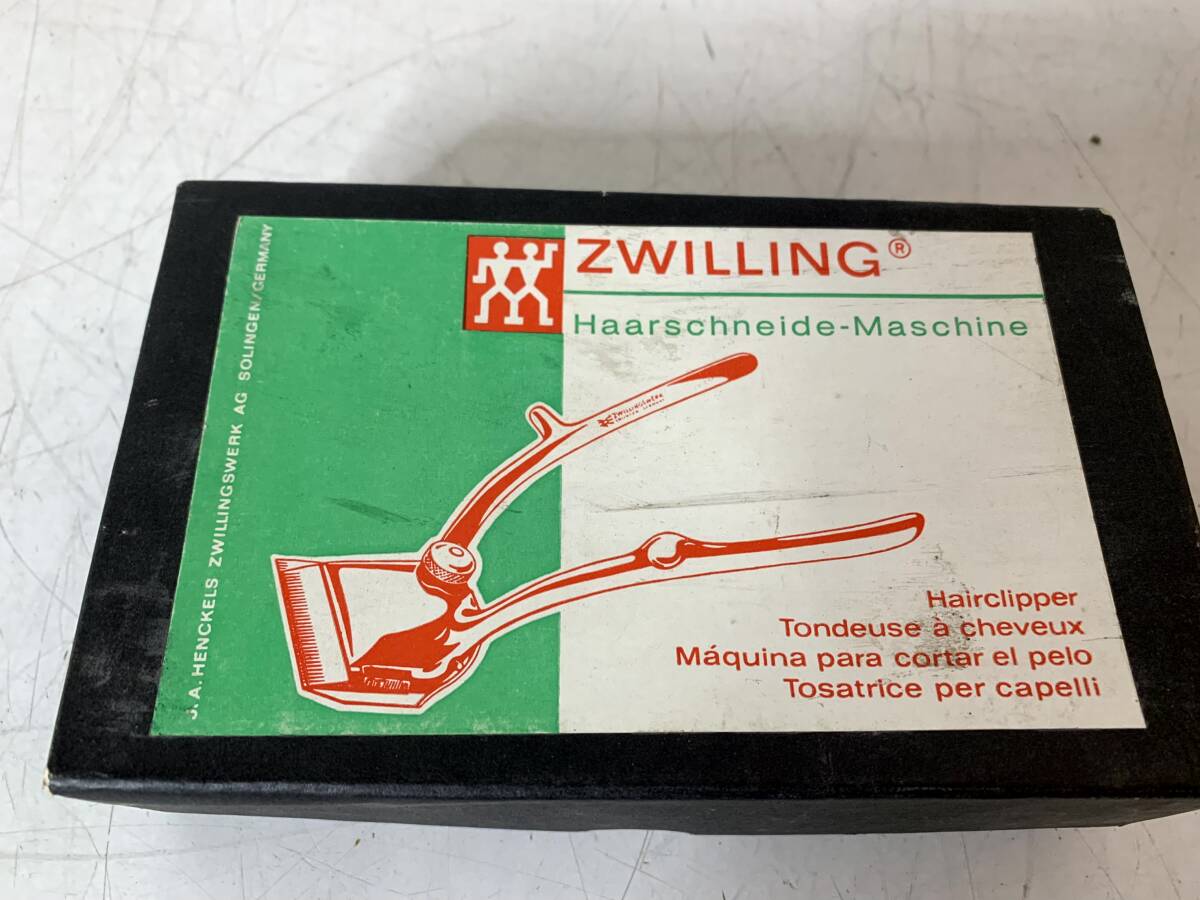 J.A. HENCKELS ZWILLINGSWERK AG SOLINGEN/GERMANY
ZWILLING®
Haarschneide-Maschine
ZWILLINGSWERK
Hairclipper
Tondeuse à cheveux
Máquina para cortar el pelo
Tosatrice per capelli